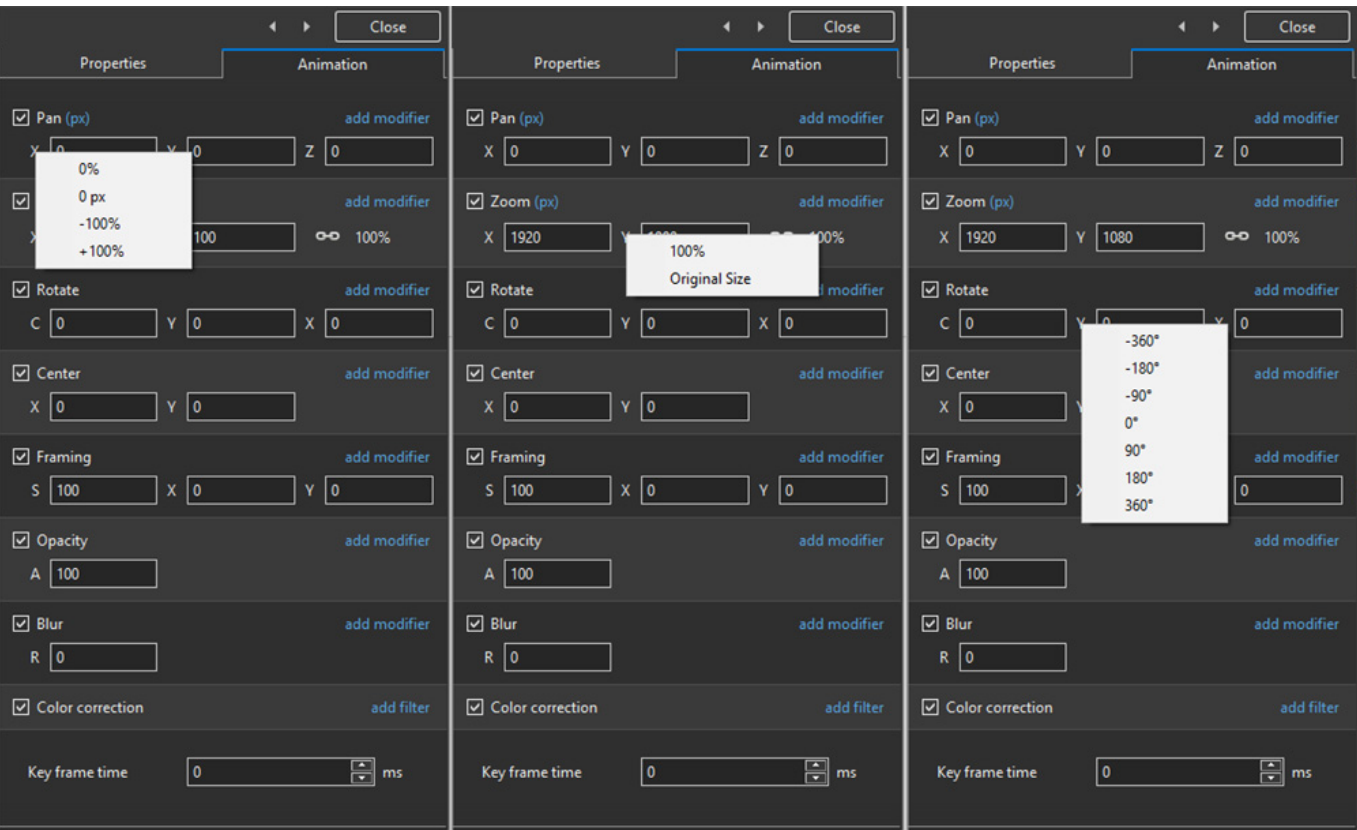 Close
Properties Animation
Pan (px) add modifier
X 0 Y 0 Z 0
0%
0 px
-100%
+100%
add modifier
100 100%
Rotate add modifier
C 0 Y 0 X 0
Center add modifier
X 0 Y 0
Framing add modifier
S 100 X 0 Y 0
Opacity add modifier
A 100
Blur add modifier
R 0
Color correction add filter
Key frame time 0 ms
Close
Properties Animation
Pan (px) add modifier
X 0 Y 0 Z 0
Zoom (px) add modifier
X 1920 Y
100%
Original Size
Rotate modifier
C 0 Y 0 X 0
Center add modifier
X 0 Y 0
Framing add modifier
S 100 X 0 Y 0
Opacity add modifier
A 100
Blur add modifier
R 0
Color correction add filter
Key frame time 0 ms
Close
Properties Animation
Pan (px) add modifier
X 0 Y 0 Z 0
Zoom (px) add modifier
X 1920 Y 1080 100%
Rotate add modifier
C 0 Y 0 X 0
-360°
-180°
-90°
0°
90°
180°
360°
Center add modifier
X 0
Framing add modifier
S 100 0
Opacity add modifier
A 100
Blur add modifier
R 0
Color correction add filter
Key frame time 0 ms